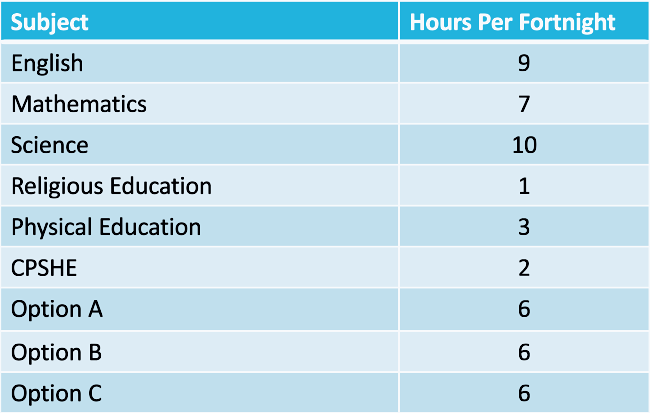 Subject Hours Per Fortnight
English 9
Mathematics 7
Science 10
Religious Education 1
Physical Education 3
CPSHE 2
Option A 6
Option B 6
Option C 6